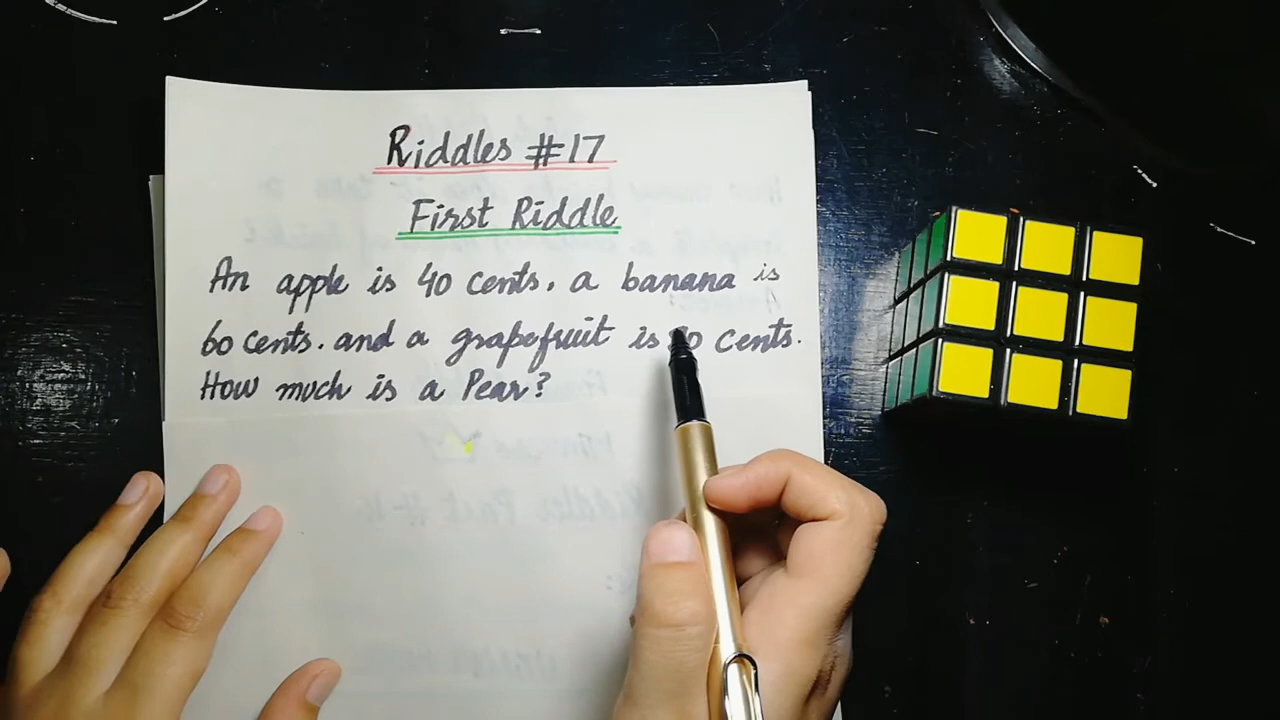 Riddles #17
First Riddle
An apple is 40 cents. a banana is
60 cents. and a grapefruit is cents.
How much is a Pear?